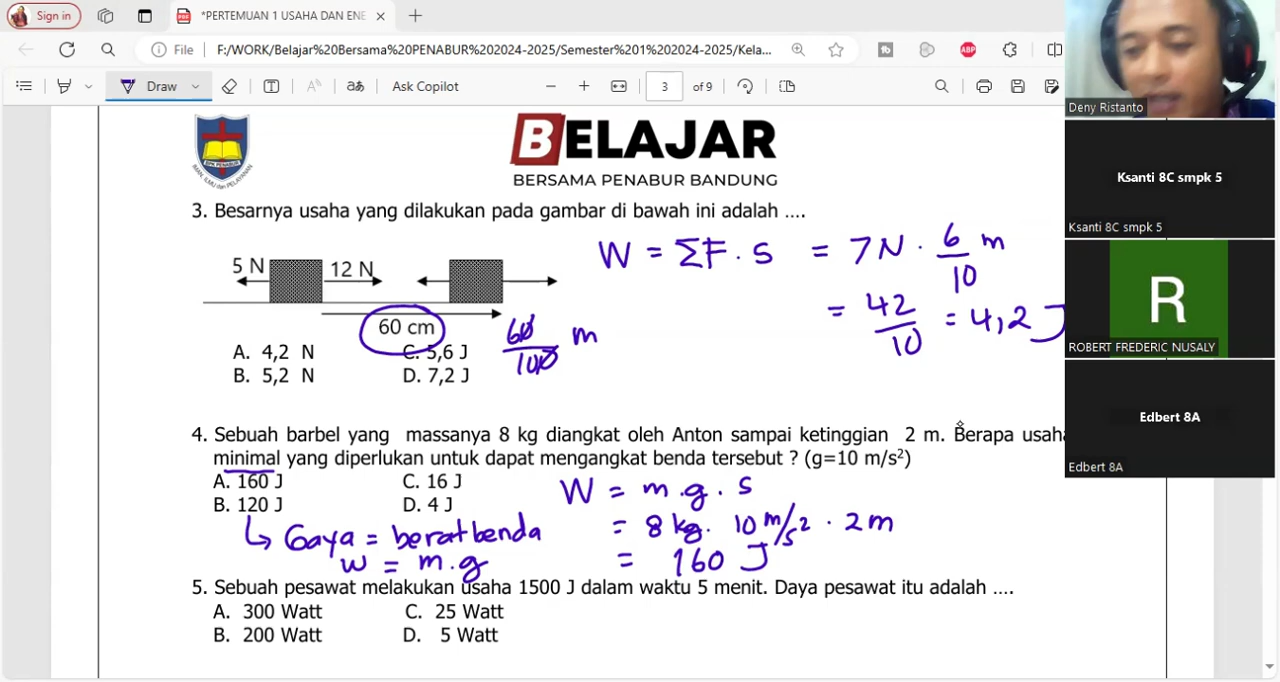 Sign in
*PERTEMUAN 1 USAHA DAN ENE
File
F:/WORK/Belajar%20Bersama%20PENABUR%202024-2025/Semester%201%202024-2025/Kela...
ABP
Draw
Ask Copilot
3 of 9
BELAJAR
BERSAMA PENABUR BANDUNG
3. Besarnya usaha yang dilakukan pada gambar di bawah ini adalah ....
W = ΣF . s = 7N . 6/10 m
5 N 12 N
= 42/10 = 4,2 J
60 cm
60/100 m
A. 4,2 N C. 5,6 J
B. 5,2 N D. 7,2 J
4. Sebuah barbel yang massanya 8 kg diangkat oleh Anton sampai ketinggian 2 m. Berapa usah
minimal yang diperlukan untuk dapat mengangkat benda tersebut ? (g=10 m/s²)
A. 160 J C. 16 J
B. 120 J D. 4 J
W = m . g . s
= 8 kg . 10 m/s² . 2 m
= 160 J
↳ Gaya = berat benda
w = m . g
5. Sebuah pesawat melakukan usaha 1500 J dalam waktu 5 menit. Daya pesawat itu adalah ....
A. 300 Watt C. 25 Watt
B. 200 Watt D. 5 Watt
Deny Ristanto
Ksanti 8C smpk 5
Ksanti 8C smpk 5
R
ROBERT FREDERIC NUSALY
Edbert 8A
Edbert 8A